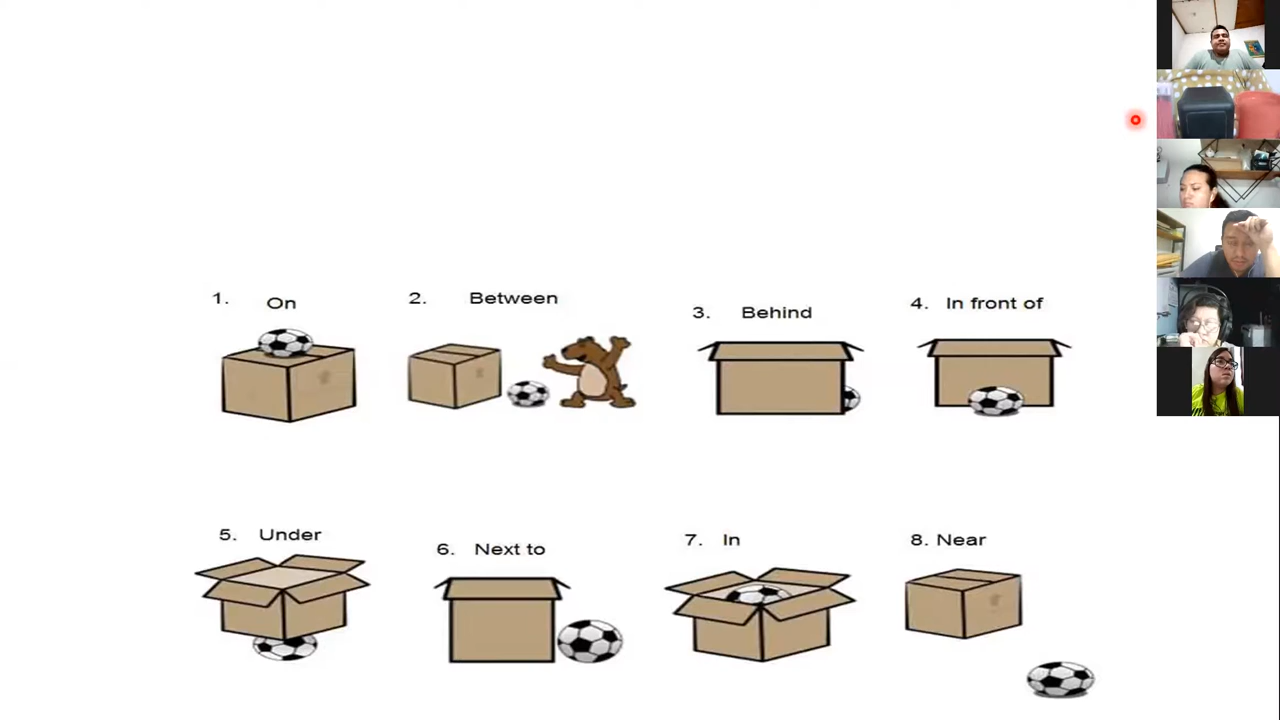 1. On
2. Between
3. Behind
4. In front of
5. Under
6. Next to
7. In
8. Near